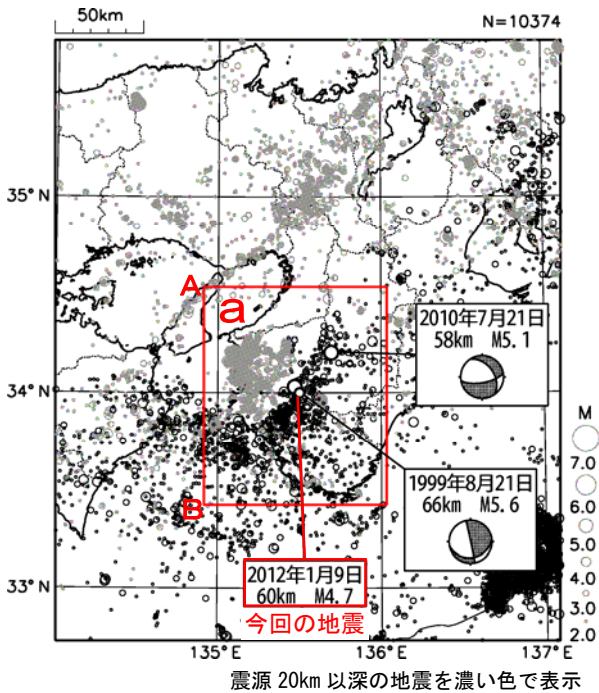 50km
N=10374
35°N
34°N
33°N
A
a
B
2010年7月21日
58km M5.1
1999年8月21日
66km M5.6
2012年1月9日
60km M4.7
今回の地震
M
7.0
6.0
5.0
4.0
3.0
2.0
135°E
136°E
137°E
震源 20km 以深の地震を濃い色で表示